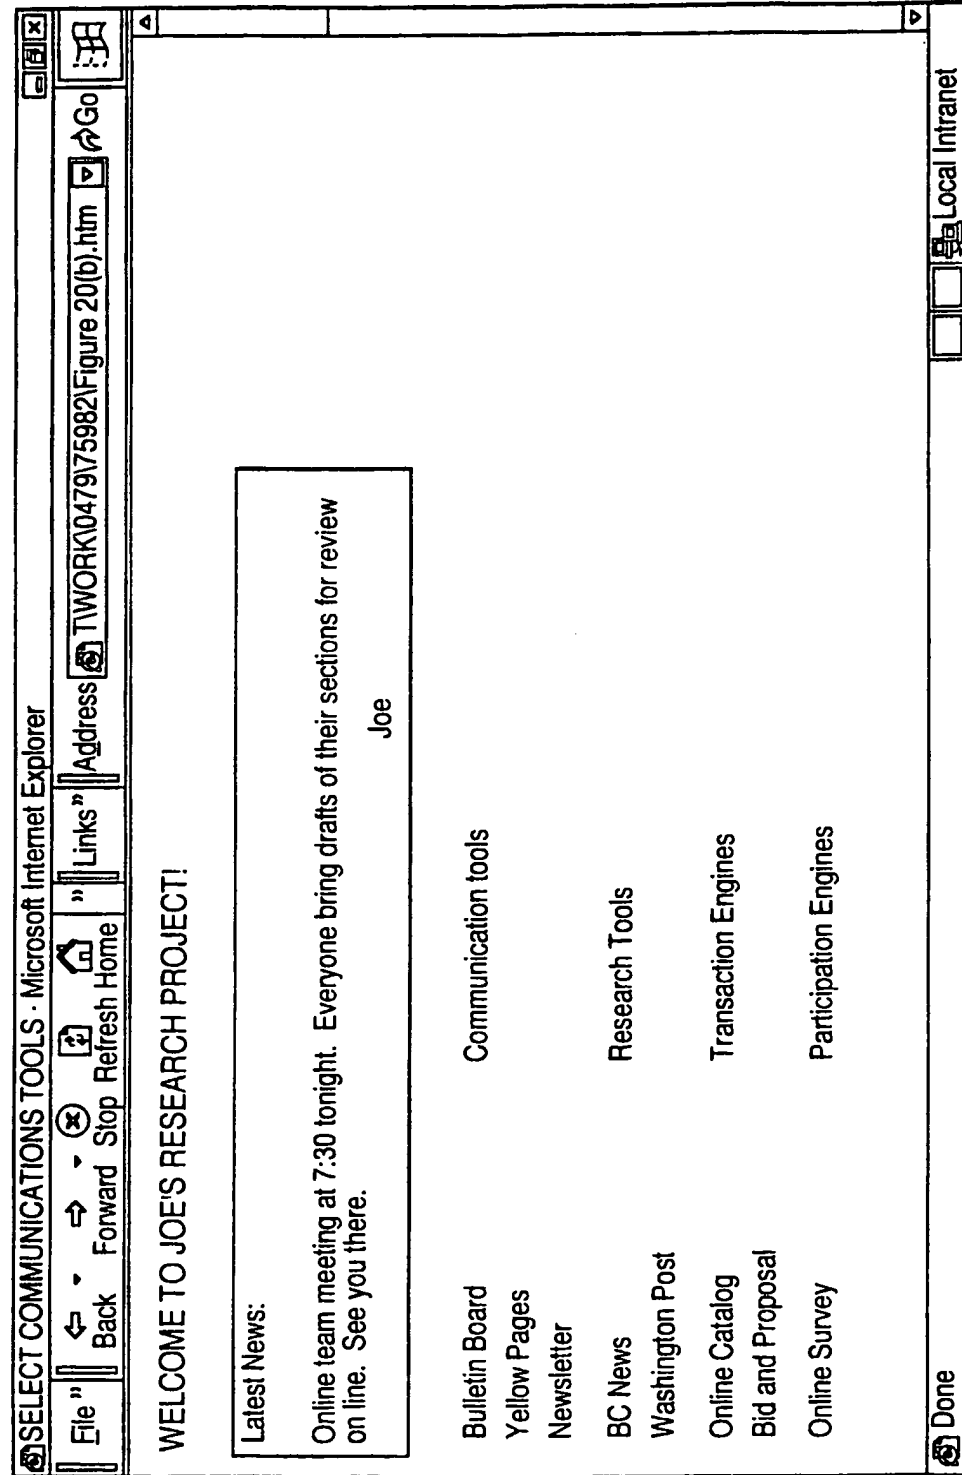 SELECT COMMUNICATIONS TOOLS - Microsoft Internet Explorer
File » Back Forward Stop Refresh Home » Links » Address T\WORK\0479\75982\Figure 20(b).htm Go
WELCOME TO JOE'S RESEARCH PROJECT!
Latest News:
Online team meeting at 7:30 tonight. Everyone bring drafts of their sections for review
on line. See you there.
Joe
Bulletin Board Communication tools
Yellow Pages
Newsletter
BC News Research Tools
Washington Post
Online Catalog Transaction Engines
Bid and Proposal
Online Survey Participation Engines
Done Local Intranet